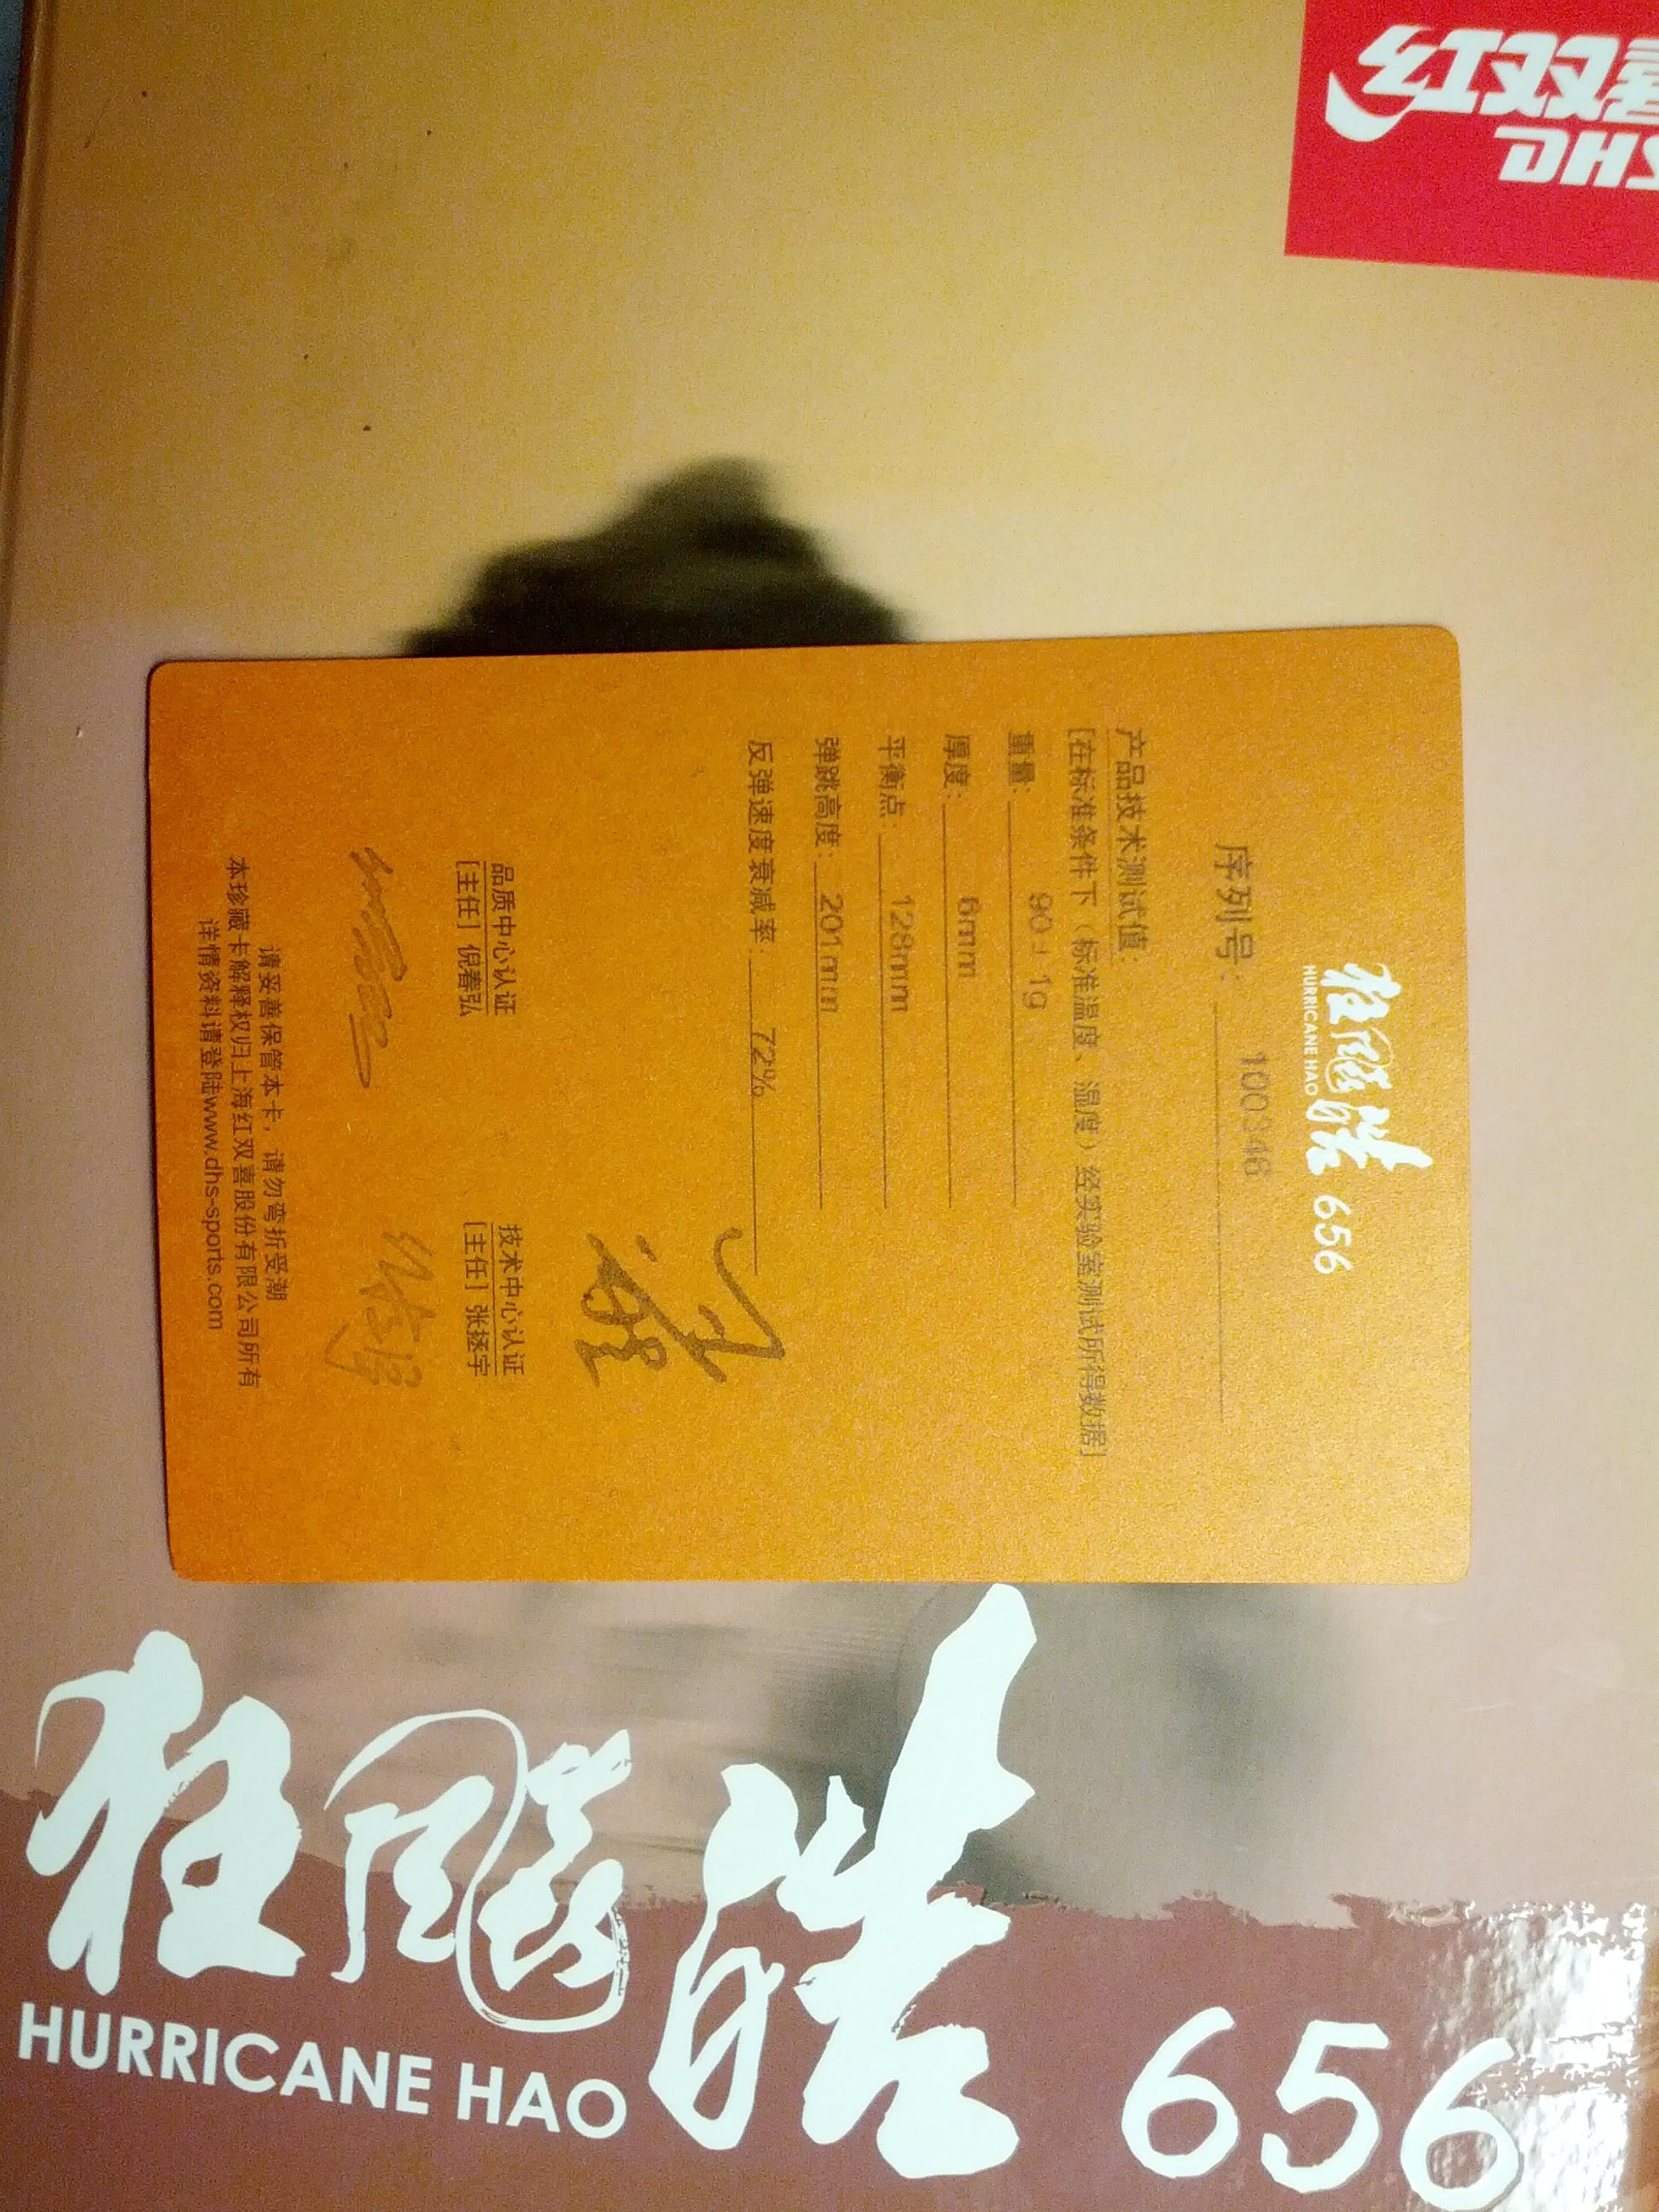 红双喜
DHS
狂飚皓 656
HURRICANE HAO
序列号: 100346
产品技术测试值:
[在标准条件下（标准温度、湿度）经实验室测试所得数据]
重量: 90±1g
厚度: 6mm
平衡点: 128mm
弹跳高度: 201mm
反弹速度衰减率: 72%
品质中心认证 技术中心认证
[主任] 倪春弘 [主任] 张拯宇
请妥善保管本卡，请勿弯折受潮
本珍藏卡解释权归上海红双喜股份有限公司所有
详情资料请登陆www.dhs-sports.com
狂飚皓 656
HURRICANE HAO